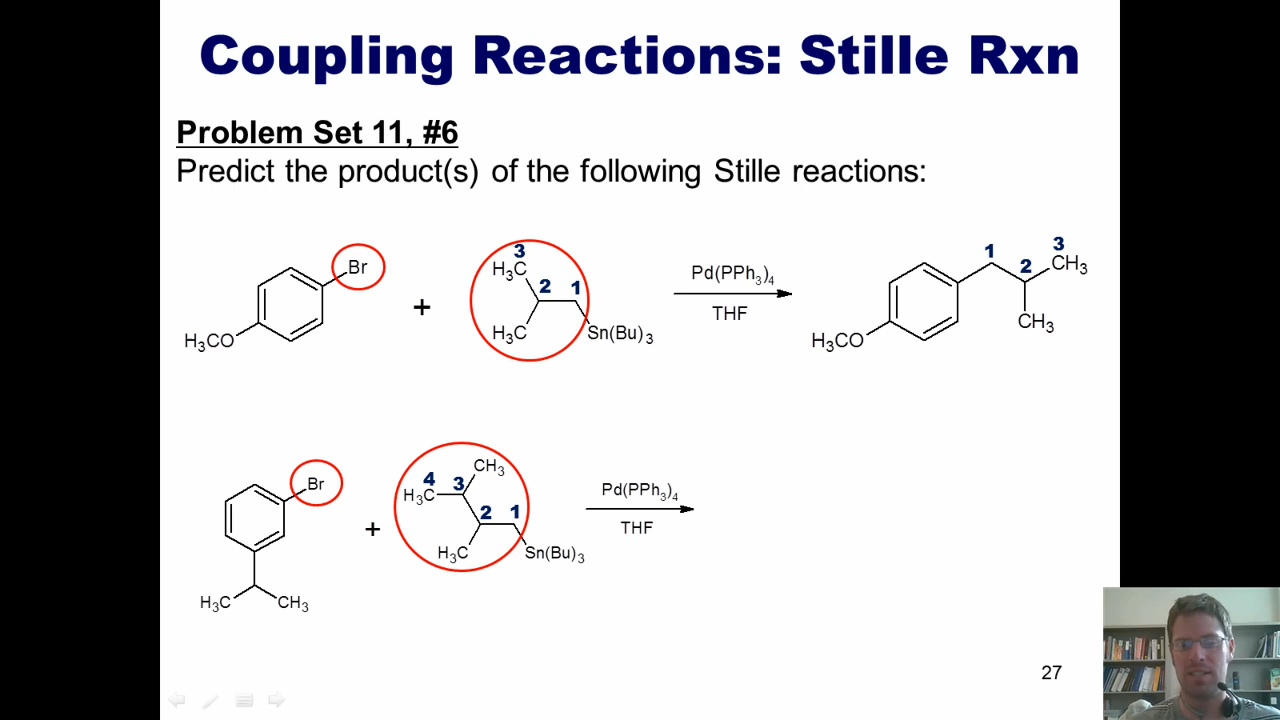 Coupling Reactions: Stille Rxn
Problem Set 11, #6
Predict the product(s) of the following Stille reactions:
Br
H₃CO
+
3
H₃C
2
1
H₃C
Sn(Bu)₃
Pd(PPh₃)₄
THF
1
2
3
CH₃
CH₃
H₃CO
Br
H₃C
CH₃
+
CH₃
4
3
H₃C
2
1
H₃C
Sn(Bu)₃
Pd(PPh₃)₄
THF
27